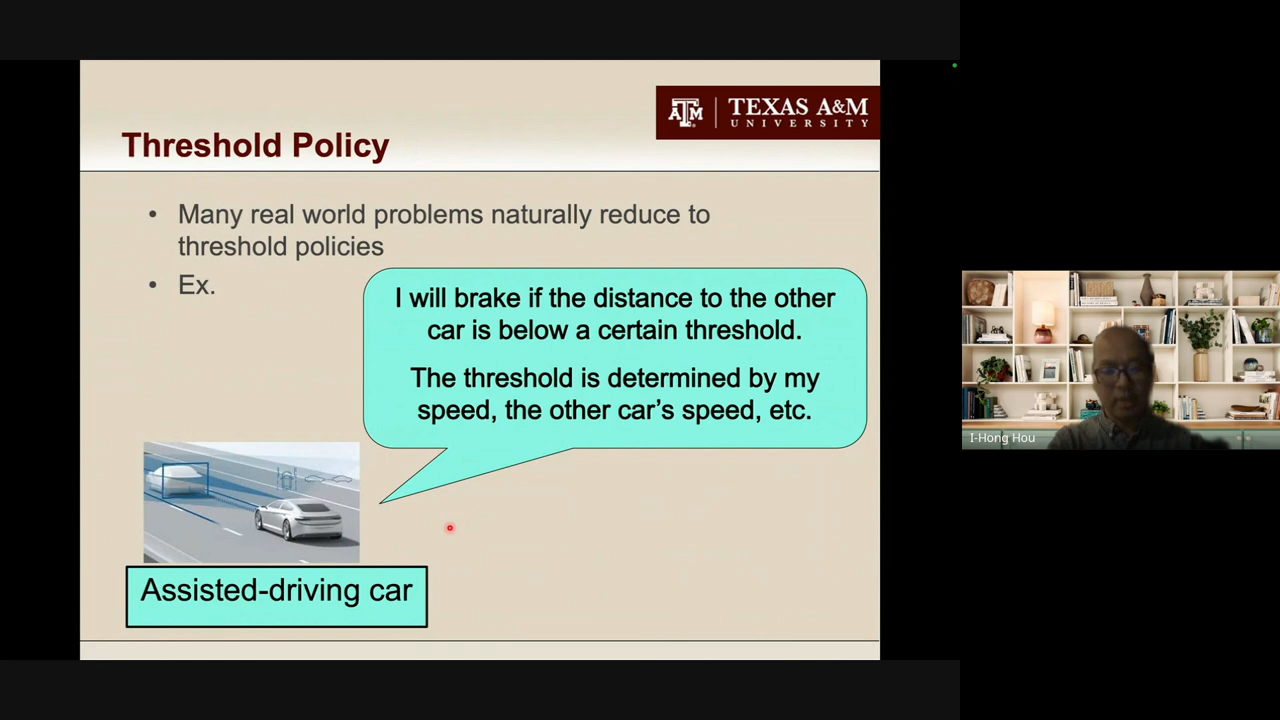 TEXAS A&M
UNIVERSITY
Threshold Policy
• Many real world problems naturally reduce to
threshold policies
• Ex.
I will brake if the distance to the other
car is below a certain threshold.
The threshold is determined by my
speed, the other car's speed, etc.
Assisted-driving car
I-Hong Hou